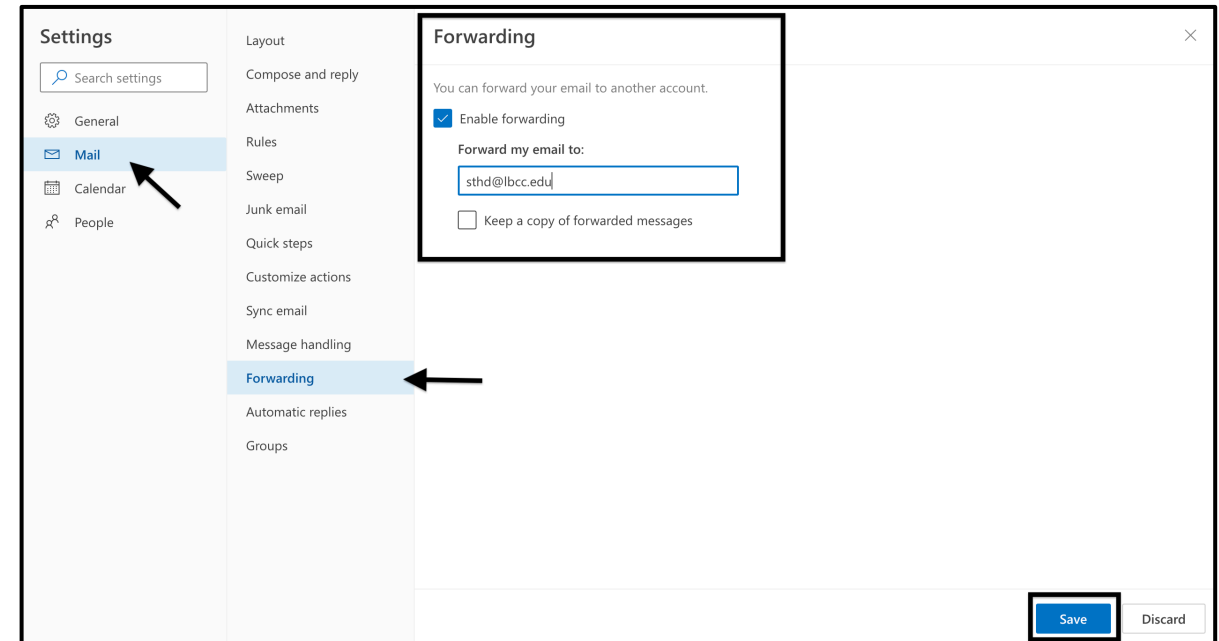 Settings
Search settings
General
Mail
Calendar
People
Layout
Compose and reply
Attachments
Rules
Sweep
Junk email
Quick steps
Customize actions
Sync email
Message handling
Forwarding
Automatic replies
Groups
Forwarding
You can forward your email to another account.
Enable forwarding
Forward my email to:
sthd@lbcc.edu
Keep a copy of forwarded messages
Save
Discard